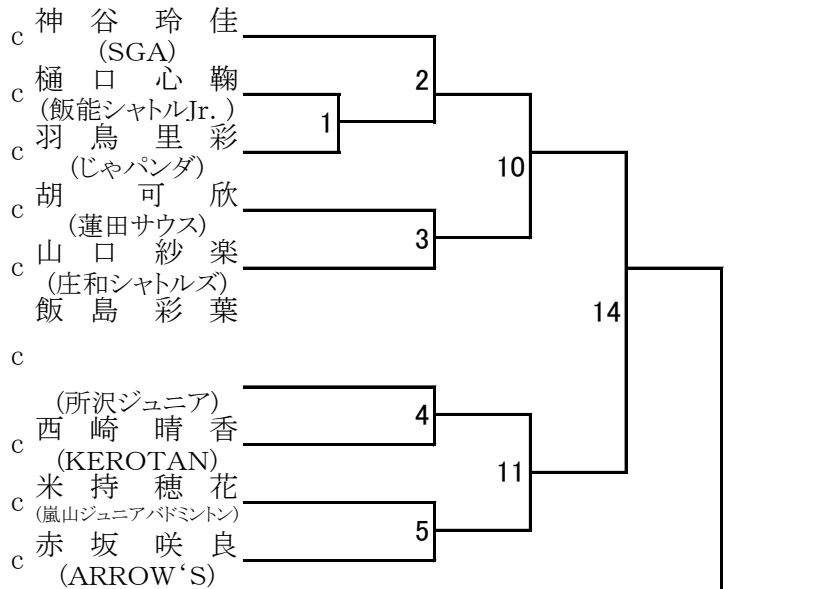 c 神谷玲佳
(SGA)
2
c 樋口心鞠
(飯能シャトルJr.)
1
c 羽鳥里彩
(じゃパンダ)
10
c 胡可欣
(蓮田サウス)
3
c 山口紗楽
(庄和シャトルズ)
飯島彩葉
14
c
(所沢ジュニア)
4
c 西崎晴香
(KEROTAN)
11
c 米持穂花
(嵐山ジュニアバドミントン)
5
c 赤坂咲良
(ARROW‘S)